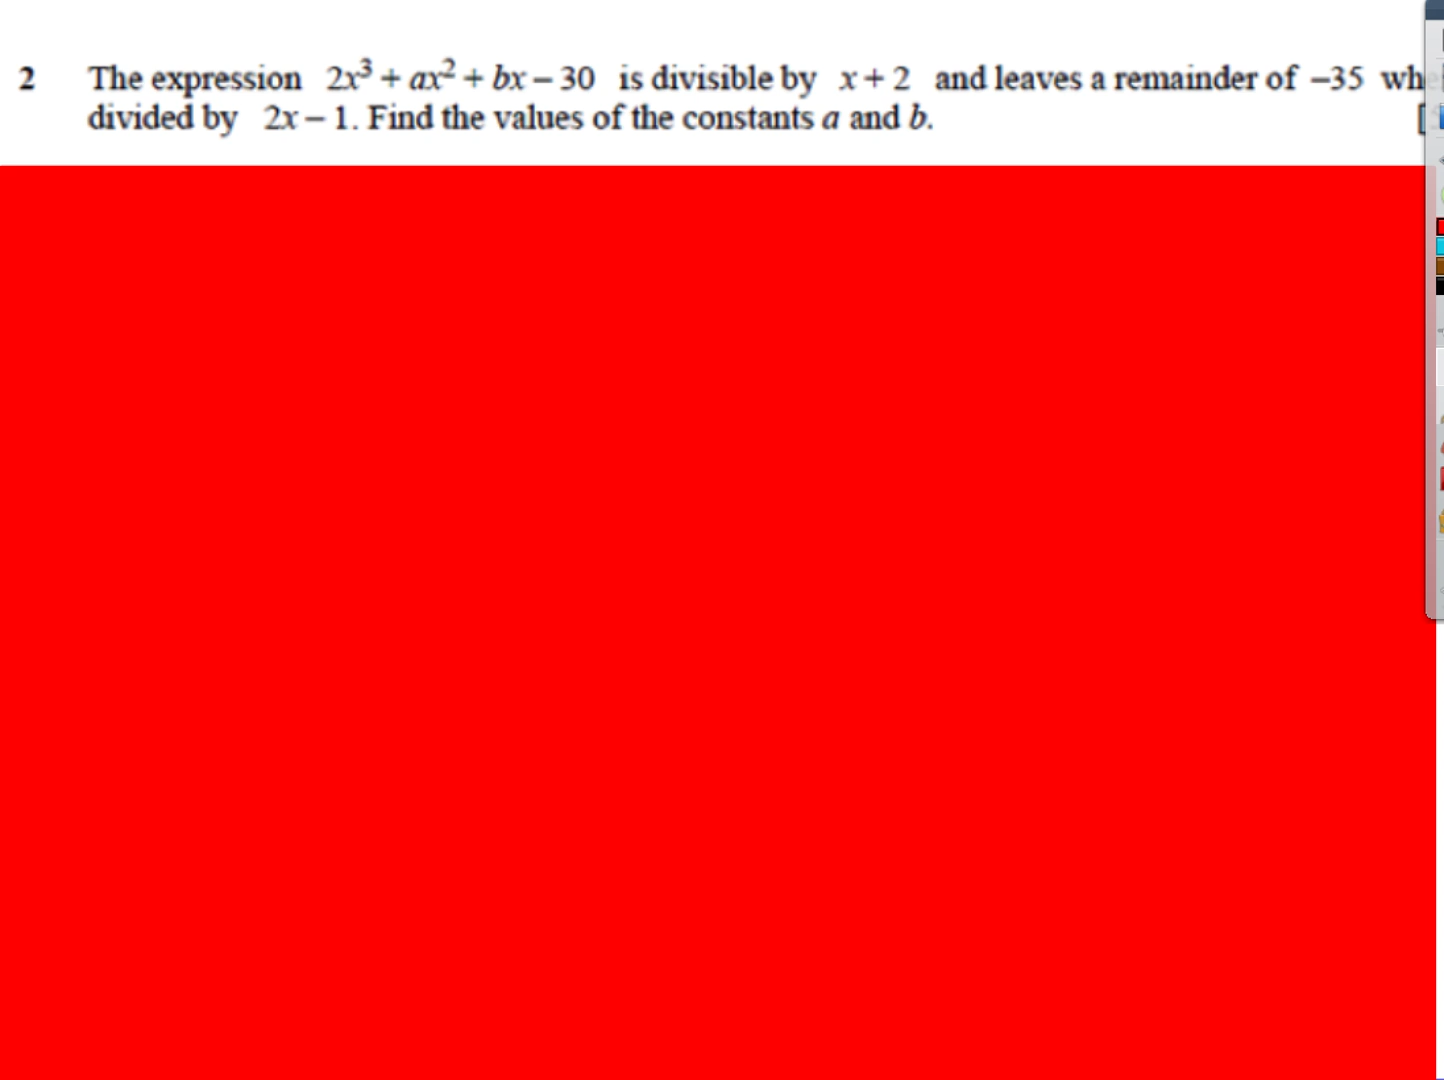 2 The expression 2x³ + ax² + bx – 30 is divisible by x + 2 and leaves a remainder of –35
divided by 2x – 1. Find the values of the constants a and b.